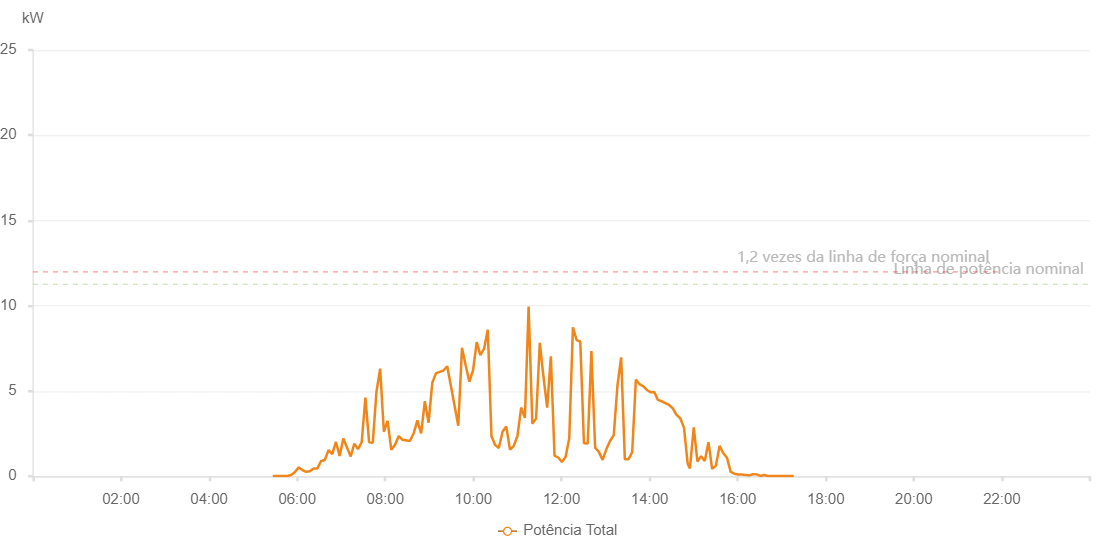 kW
25
20
15
1,2 vezes da linha de força nominal
Linha de potência nominal
10
5
0
02:00 04:00 06:00 08:00 10:00 12:00 14:00 16:00 18:00 20:00 22:00
Potência Total